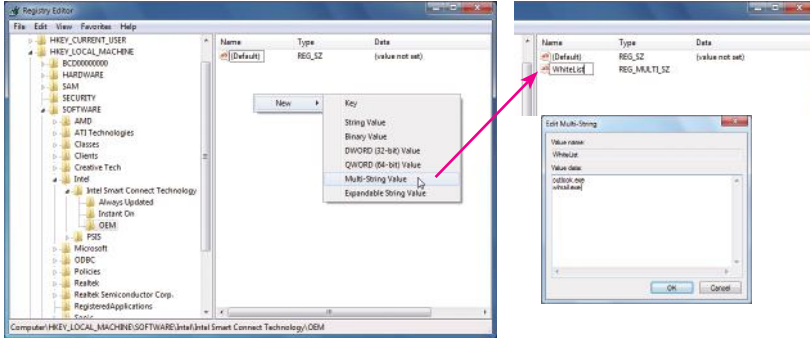 Registry Editor
File Edit View Favorites Help
HKEY_CURRENT_USER
HKEY_LOCAL_MACHINE
BCD00000000
HARDWARE
SAM
SECURITY
SOFTWARE
AMD
ATI Technologies
Classes
Clients
Creative Tech
Intel
Intel Smart Connect Technology
Always Updated
Instant On
OEM
PSIS
Microsoft
ODBC
Policies
Realtek
Realtek Semiconductor Corp.
RegisteredApplications
Name Type Data
(Default) REG_SZ (value not set)
New
Key
String Value
Binary Value
DWORD (32-bit) Value
QWORD (64-bit) Value
Multi-String Value
Expandable String Value
Computer\HKEY_LOCAL_MACHINE\SOFTWARE\Intel\Intel Smart Connect Technology\OEM
Name Type Data
(Default) REG_SZ (value not set)
WhiteList REG_MULTI_SZ
Edit Multi-String
Value name:
WhiteList
Value data:
outlook.exe
OK Cancel